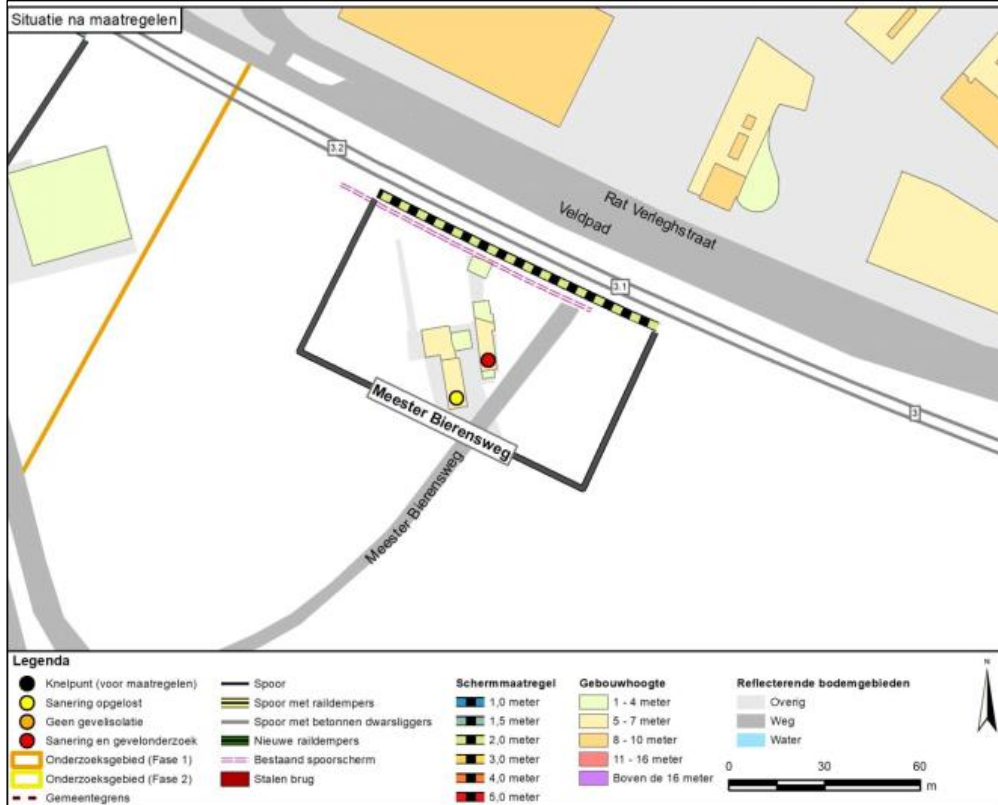 Situatie na maatregelen
3.2
Rat Verleghstraat
Veldpad
3.1
3
Meester Bierensweg
Meester Bierensweg
Legenda
Knelpunt (voor maatregelen)
Sanering opgelost
Geen gevelisolatie
Sanering en gevelonderzoek
Onderzoeksgebied (Fase 1)
Onderzoeksgebied (Fase 2)
Gemeentegrens
Spoor
Spoor met raildempers
Spoor met betonnen dwarsliggers
Nieuwe raildempers
Bestaand spoorscherm
Stalen brug
Schermmaatregel
1,0 meter
1,5 meter
2,0 meter
3,0 meter
4,0 meter
5,0 meter
Gebouwhoogte
1 - 4 meter
5 - 7 meter
8 - 10 meter
11 - 16 meter
Boven de 16 meter
Reflecterende bodemgebieden
Overig
Weg
Water
N
0 30 60
m